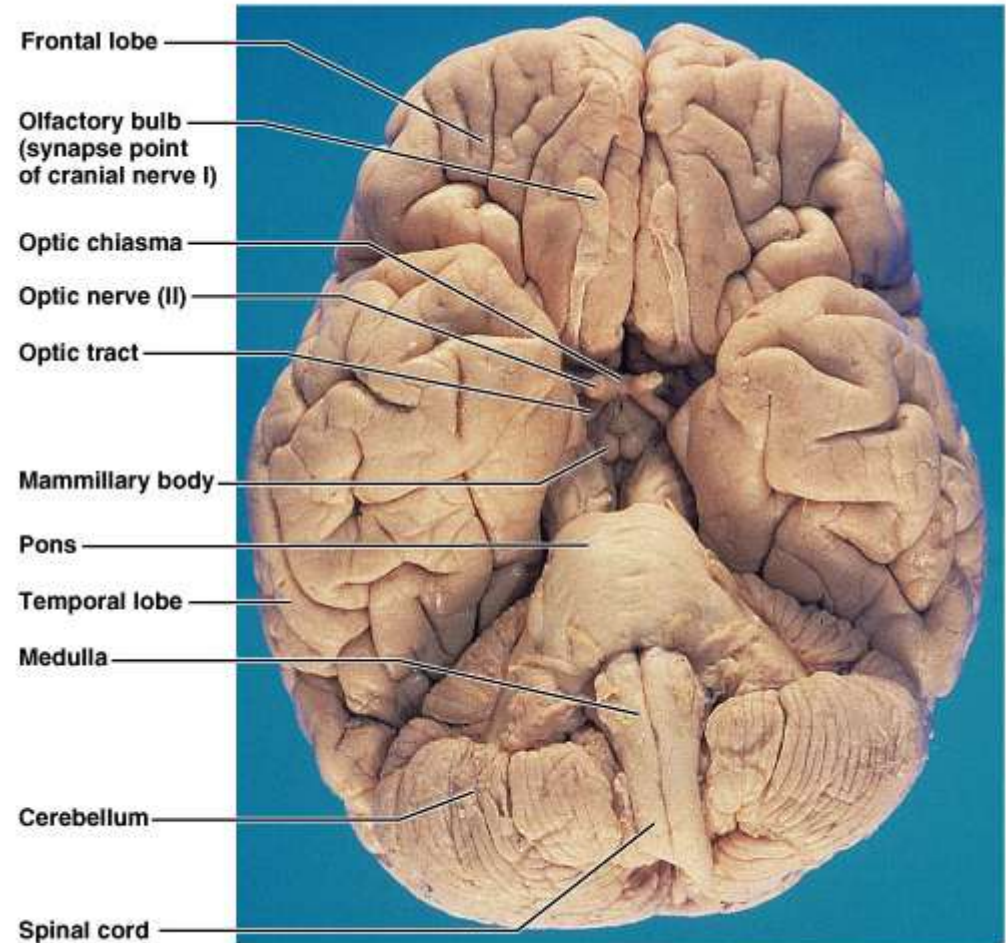 Frontal lobe
Olfactory bulb
(synapse point
of cranial nerve I)
Optic chiasma
Optic nerve (II)
Optic tract
Mammillary body
Pons
Temporal lobe
Medulla
Cerebellum
Spinal cord